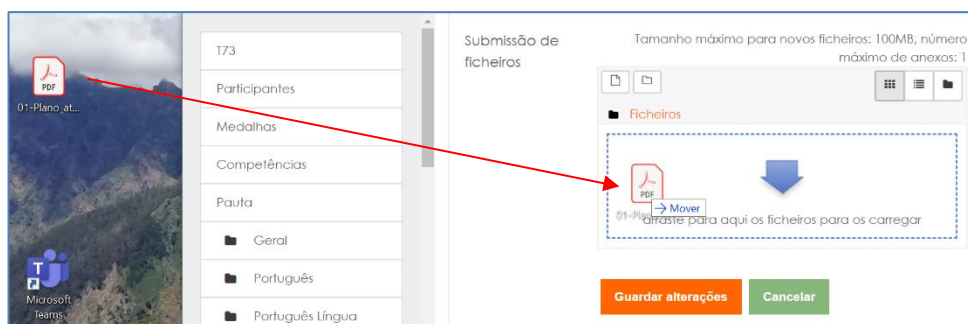 PDF
01-Plano_at...
Microsoft
Teams
T73
Participantes
Medalhas
Competências
Pauta
Geral
Português
Português Língua
Submissão de
ficheiros
Tamanho máximo para novos ficheiros: 100MB, número
máximo de anexos: 1
Ficheiros
PDF
Mover
arraste para aqui os ficheiros para os carregar
Guardar alterações
Cancelar